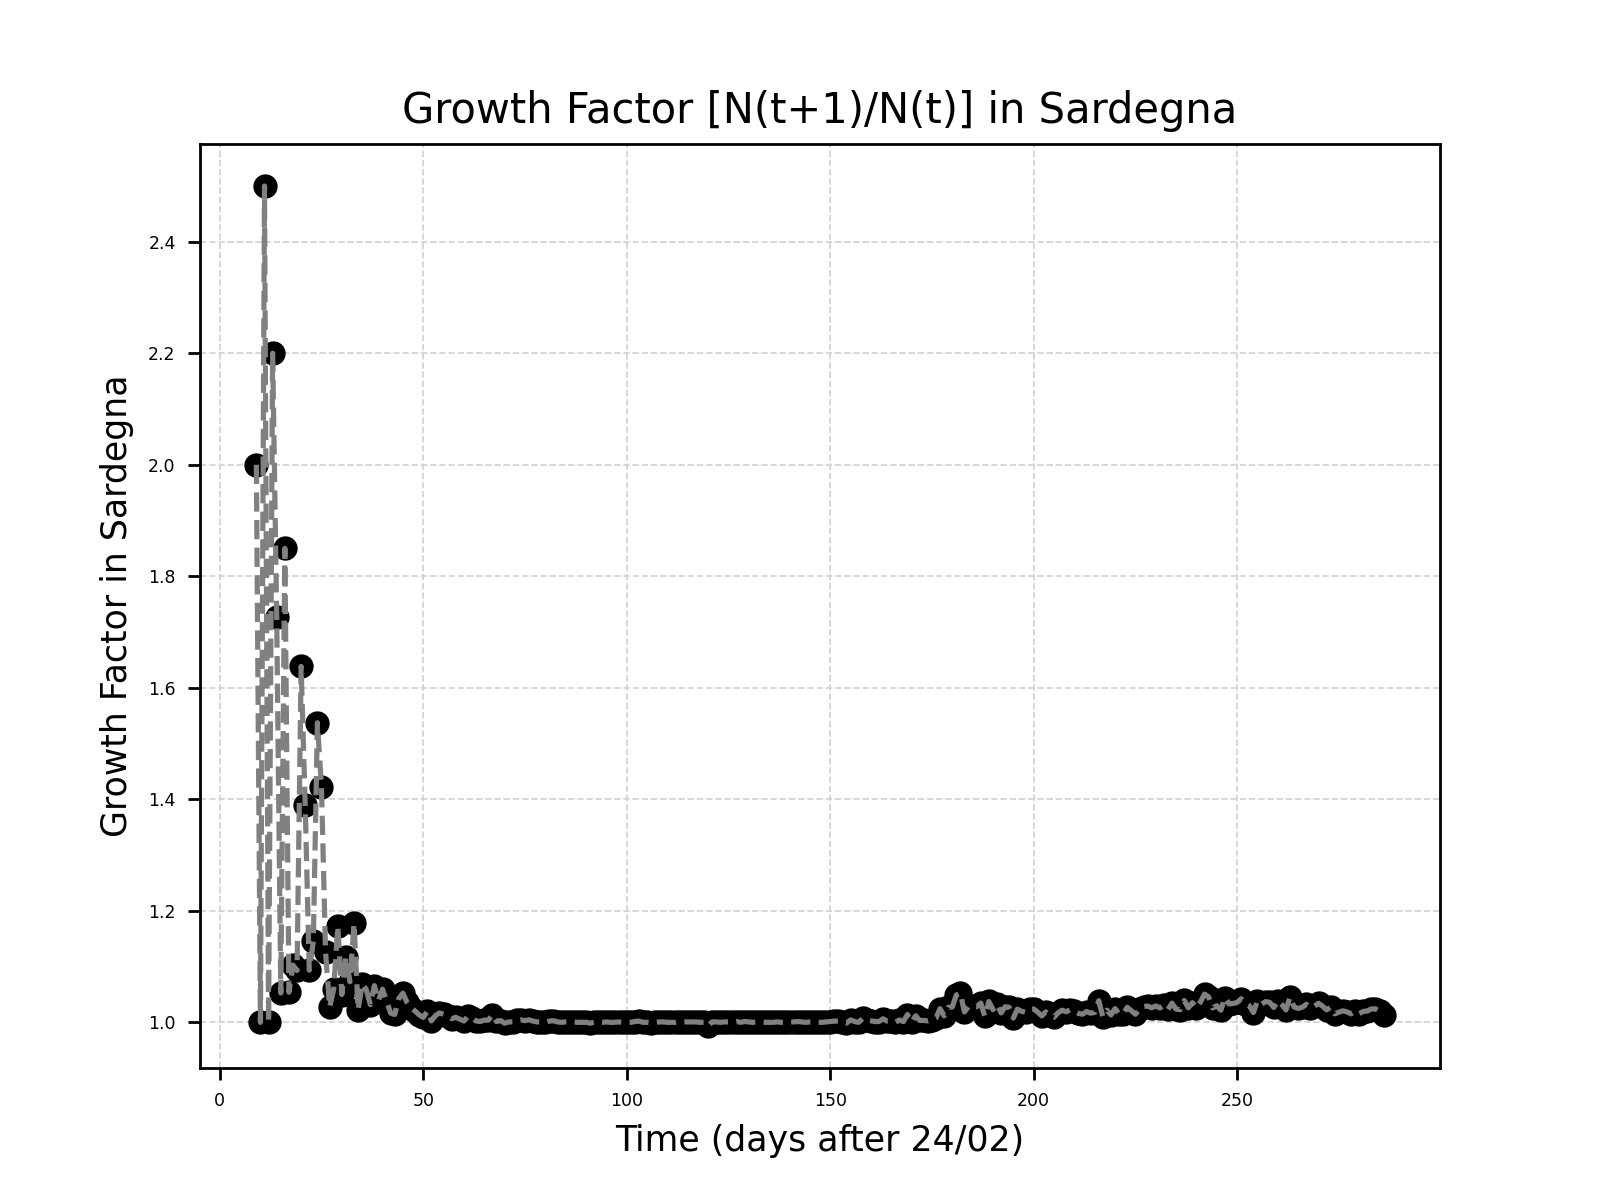 Growth Factor [N(t+1)/N(t)] in Sardegna
Growth Factor in Sardegna
2.4
2.2
2.0
1.8
1.6
1.4
1.2
1.0
0 50 100 150 200 250
Time (days after 24/02)